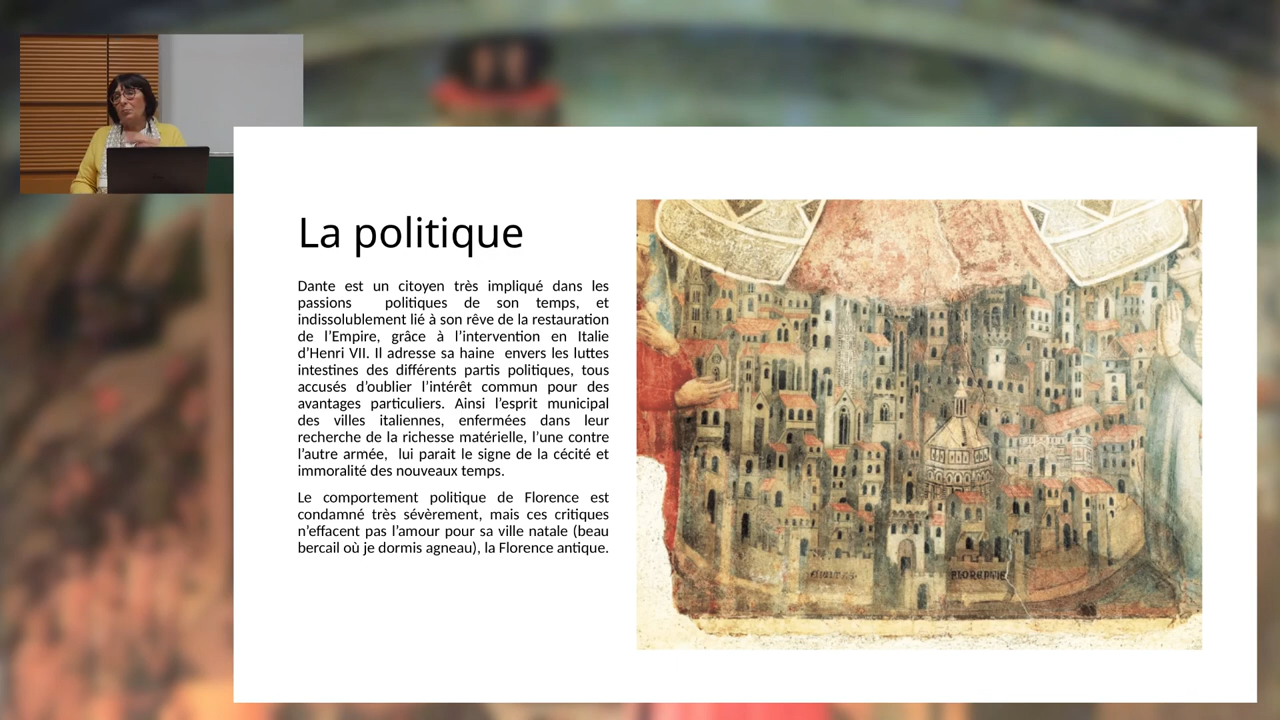 La politique
Dante est un citoyen très impliqué dans les
passions politiques de son temps, et
indissolublement lié à son rêve de la restauration
de l'Empire, grâce à l'intervention en Italie
d'Henri VII. Il adresse sa haine envers les luttes
intestines des différents partis politiques, tous
accusés d'oublier l'intérêt commun pour des
avantages particuliers. Ainsi l'esprit municipal
des villes italiennes, enfermées dans leur
recherche de la richesse matérielle, l'une contre
l'autre armée, lui parait le signe de la cécité et
immoralité des nouveaux temps.
Le comportement politique de Florence est
condamné très sévèrement, mais ces critiques
n'effacent pas l'amour pour sa ville natale (beau
bercail où je dormis agneau), la Florence antique.